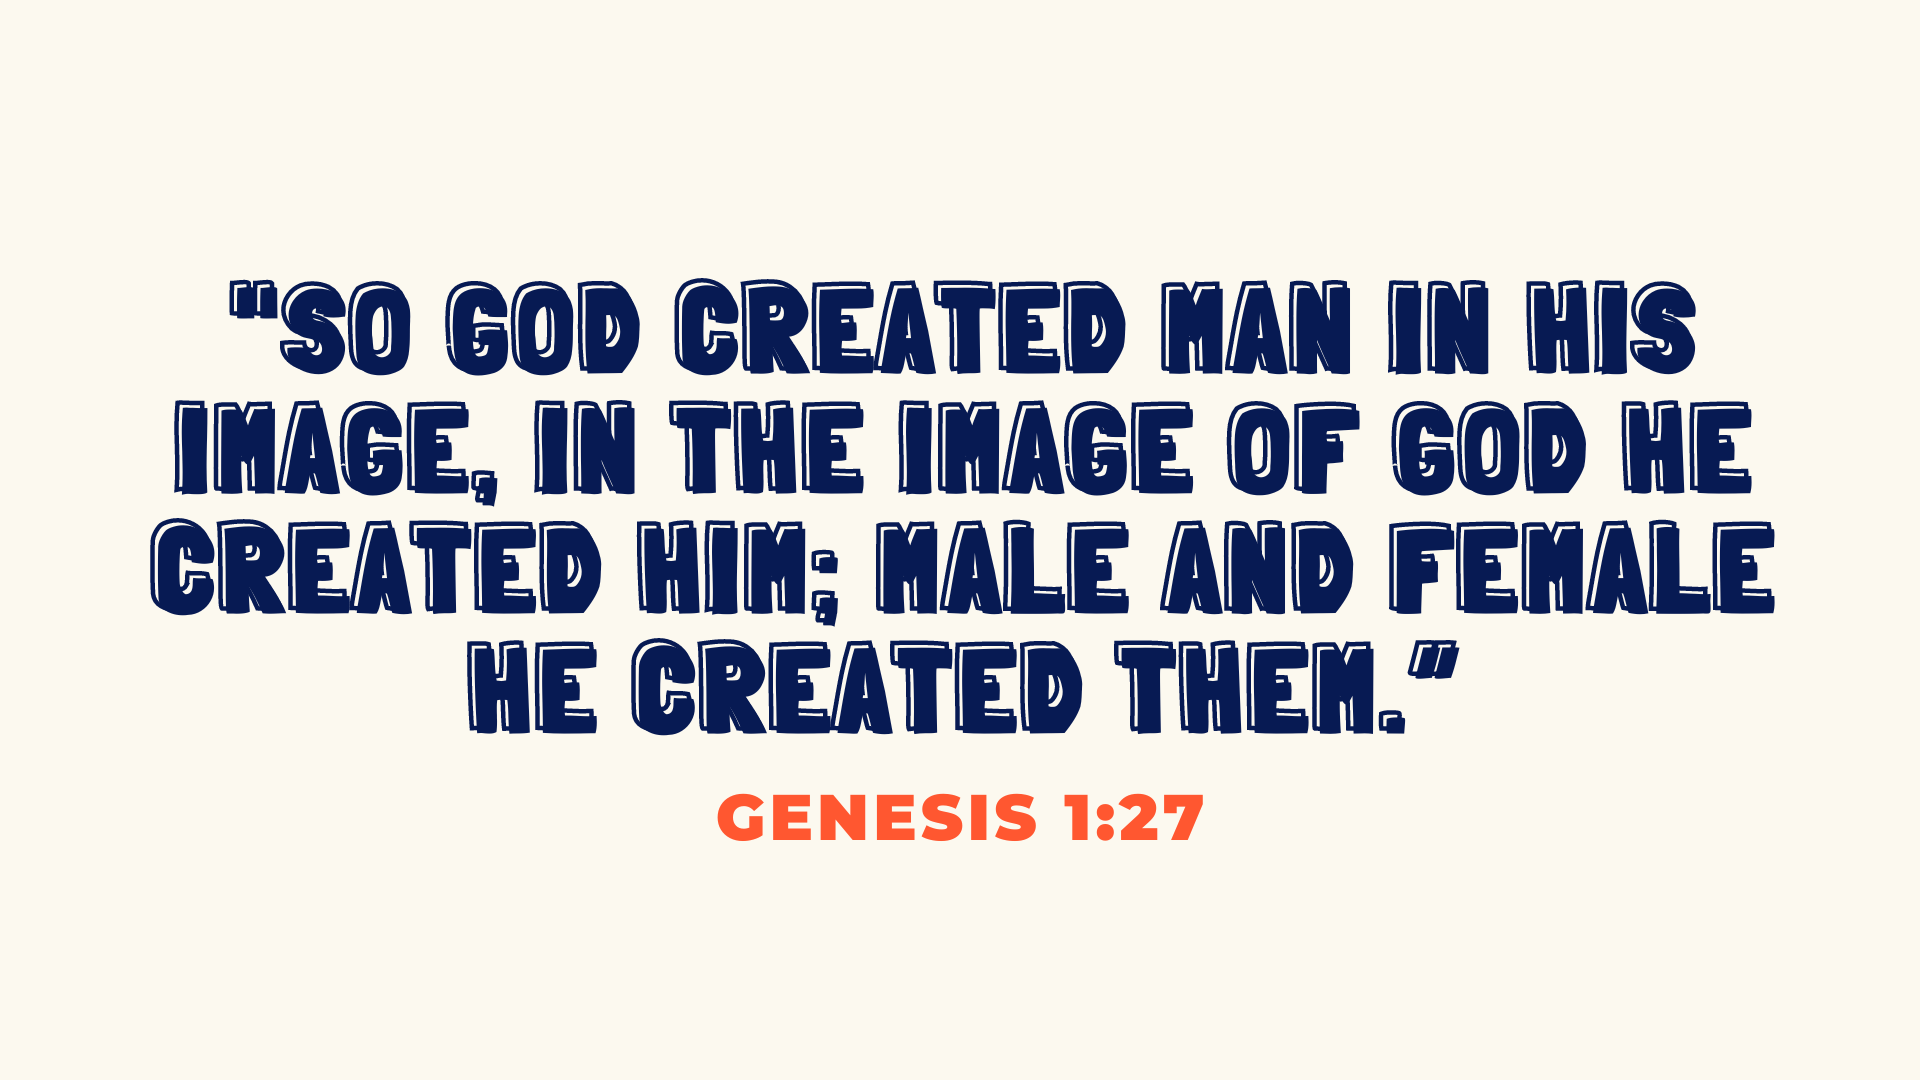 "SO GOD CREATED MAN IN HIS
IMAGE, IN THE IMAGE OF GOD HE
CREATED HIM; MALE AND FEMALE
HE CREATED THEM.”
GENESIS 1:27